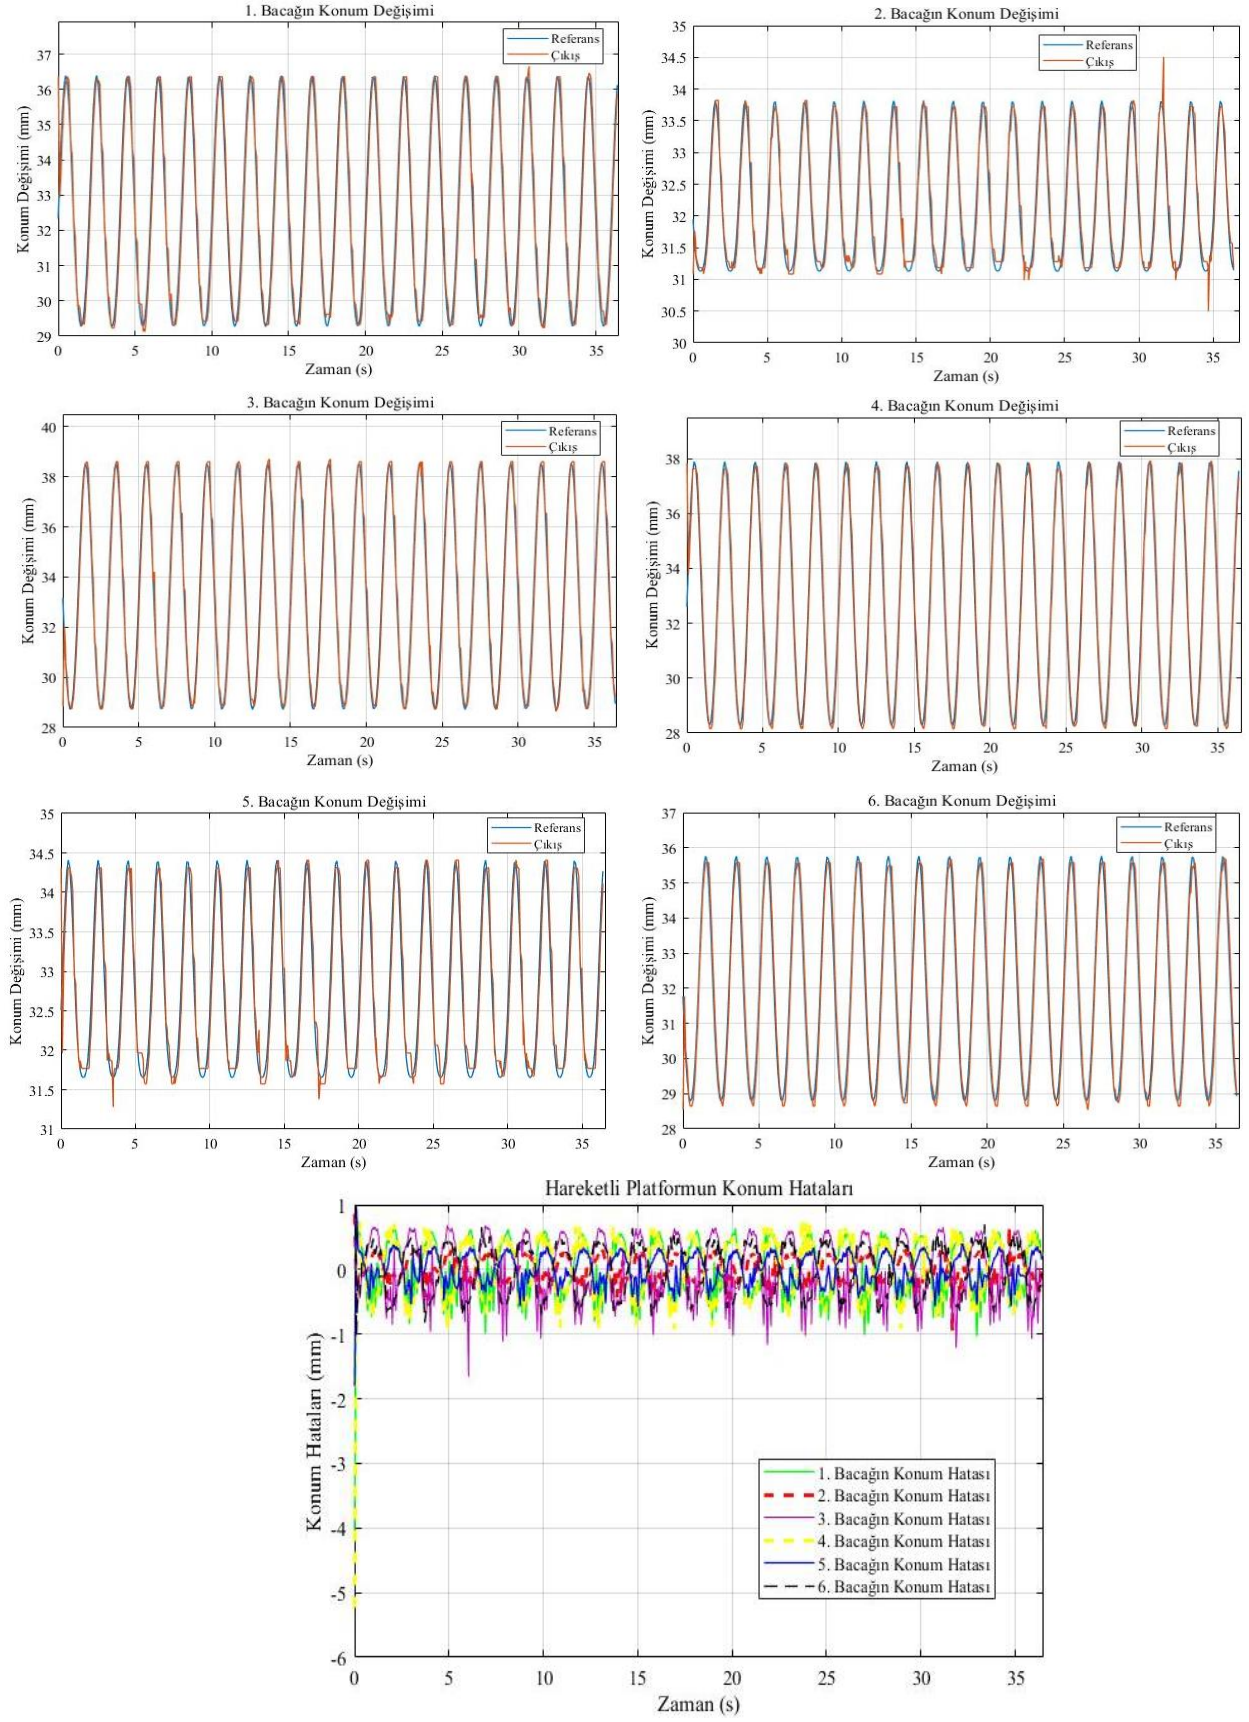 1. Bacağın Konum Değişimi
Referans
Çıkış
37
36
35
34
33
32
31
30
29
Konum Değişimi (mm)
0 5 10 15 20 25 30 35
Zaman (s)
2. Bacağın Konum Değişimi
Referans
Çıkış
35
34.5
34
33.5
33
32.5
32
31.5
31
30.5
30
Konum Değişimi (mm)
0 5 10 15 20 25 30 35
Zaman (s)
3. Bacağın Konum Değişimi
Referans
Çıkış
40
38
36
34
32
30
28
Konum Değişimi (mm)
0 5 10 15 20 25 30 35
Zaman (s)
4. Bacağın Konum Değişimi
Referans
Çıkış
38
36
34
32
30
28
Konum Değişimi (mm)
0 5 10 15 20 25 30 35
Zaman (s)
5. Bacağın Konum Değişimi
Referans
Çıkış
35
34.5
34
33.5
33
32.5
32
31.5
31
Konum Değişimi (mm)
0 5 10 15 20 25 30 35
Zaman (s)
6. Bacağın Konum Değişimi
Referans
Çıkış
37
36
35
34
33
32
31
30
29
28
Konum Değişimi (mm)
0 5 10 15 20 25 30 35
Zaman (s)
Hareketli Platformun Konum Hataları
1
0
-1
-2
-3
-4
-5
-6
Konum Hataları (mm)
1. Bacağın Konum Hatası
2. Bacağın Konum Hatası
3. Bacağın Konum Hatası
4. Bacağın Konum Hatası
5. Bacağın Konum Hatası
6. Bacağın Konum Hatası
0 5 10 15 20 25 30 35
Zaman (s)